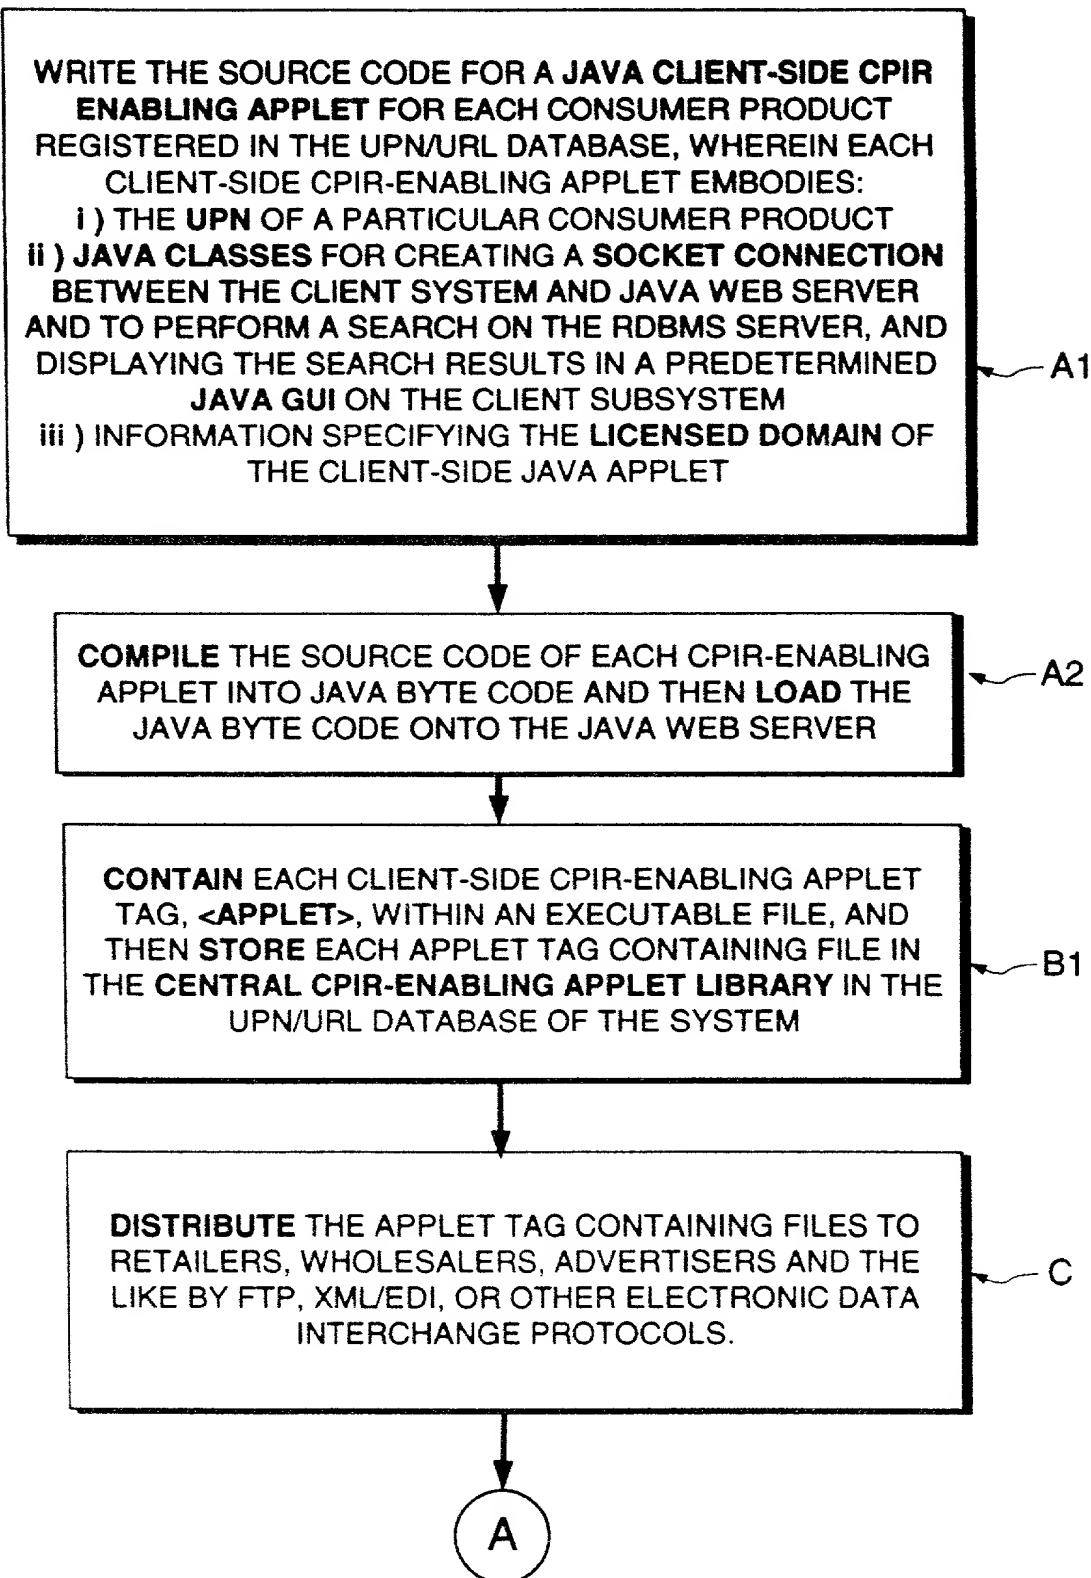 WRITE THE SOURCE CODE FOR A JAVA CLIENT-SIDE CPIR
ENABLING APPLET FOR EACH CONSUMER PRODUCT
REGISTERED IN THE UPN/URL DATABASE, WHEREIN EACH
CLIENT-SIDE CPIR-ENABLING APPLET EMBODIES:
i ) THE UPN OF A PARTICULAR CONSUMER PRODUCT
ii ) JAVA CLASSES FOR CREATING A SOCKET CONNECTION
BETWEEN THE CLIENT SYSTEM AND JAVA WEB SERVER
AND TO PERFORM A SEARCH ON THE RDBMS SERVER, AND
DISPLAYING THE SEARCH RESULTS IN A PREDETERMINED
JAVA GUI ON THE CLIENT SUBSYSTEM
iii ) INFORMATION SPECIFYING THE LICENSED DOMAIN OF
THE CLIENT-SIDE JAVA APPLET
A1
COMPILE THE SOURCE CODE OF EACH CPIR-ENABLING
APPLET INTO JAVA BYTE CODE AND THEN LOAD THE
JAVA BYTE CODE ONTO THE JAVA WEB SERVER
A2
CONTAIN EACH CLIENT-SIDE CPIR-ENABLING APPLET
TAG, <APPLET>, WITHIN AN EXECUTABLE FILE, AND
THEN STORE EACH APPLET TAG CONTAINING FILE IN
THE CENTRAL CPIR-ENABLING APPLET LIBRARY IN THE
UPN/URL DATABASE OF THE SYSTEM
B1
DISTRIBUTE THE APPLET TAG CONTAINING FILES TO
RETAILERS, WHOLESALERS, ADVERTISERS AND THE
LIKE BY FTP, XML/EDI, OR OTHER ELECTRONIC DATA
INTERCHANGE PROTOCOLS.
C
A